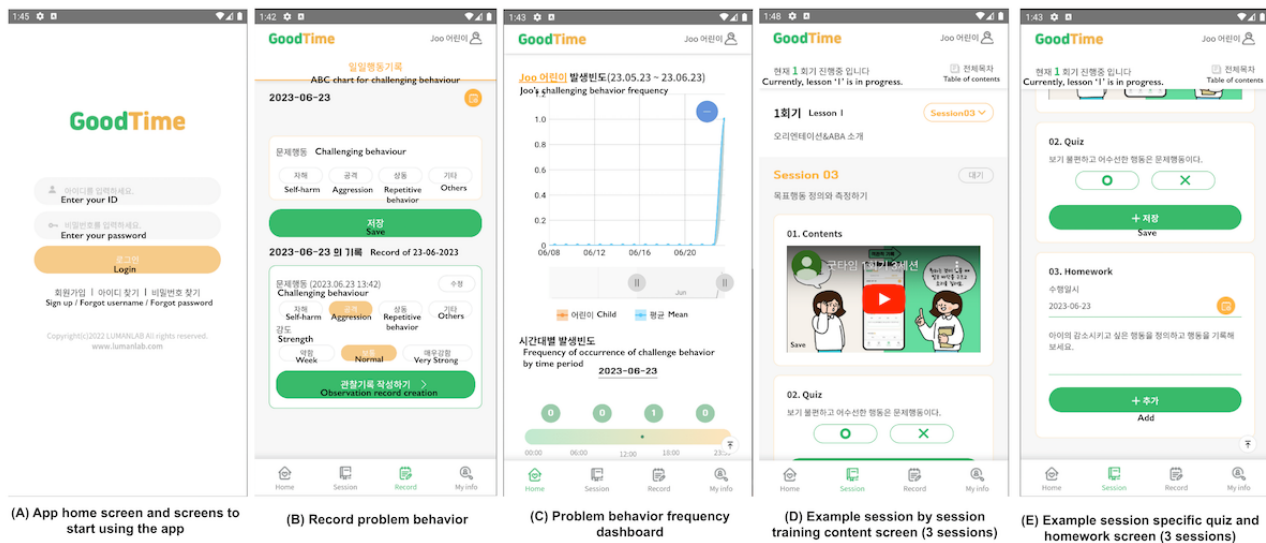 1:45
GoodTime
아이디를 입력하세요.
Enter your ID
비밀번호를 입력하세요.
Enter your password
로그인
Login
회원가입 | 아이디 찾기 | 비밀번호 찾기
Sign up / Forgot username / Forgot password
Copyright(c)2022 LUMANLAB All rights reserved.
www.lumanlab.com
(A) App home screen and screens to
start using the app
1:42
GoodTime
Joo 어린이
일일행동기록
ABC chart for challenging behaviour
2023-06-23
문제행동 Challenging behaviour
자해 공격 상동 기타
Self-harm Aggression Repetitive behavior Others
저장
Save
2023-06-23 의 기록 Record of 23-06-2023
문제행동 (2023.06.23 13:42) 수정
Challenging behaviour
자해 공격 상동 기타
Self-harm Aggression Repetitive behavior Others
강도
Strength
약함 보통 매우강함
Week Normal Very Strong
관찰기록 작성하기 >
Observation record creation
Home Session Record My info
(B) Record problem behavior
1:43
GoodTime
Joo 어린이
Joo 어린이 발생빈도(23.05.23 ~ 23.06.23)
Joo's challenging behavior frequency
1.2
1.0
0.8
0.6
0.4
0.2
0
06/08 06/12 06/16 06/20
Jun
어린이 Child 평균 Mean
시간대별 발생빈도
Frequency of occurrence of challenge behavior
by time period
2023-06-23
0 0 1 0
00:00 06:00 12:00 18:00
Home Session Record My info
(C) Problem behavior frequency
dashboard
1:48
GoodTime
Joo 어린이
현재 1 회기 진행중 입니다 전체목차
Currently, lesson '1' is in progress. Table of contents
1회기 Lesson 1 Session03
오리엔테이션&ABA 소개
Session 03 대기
목표행동 정의와 측정하기
01. Contents
굿타임 1회기 3세션
Save
02. Quiz
보기 불편하고 어수선한 행동은 문제행동이다.
O X
Home Session Record My info
(D) Example session by session
training content screen (3 sessions)
1:43
GoodTime
Joo 어린이
현재 1 회기 진행중 입니다 전체목차
Currently, lesson '1' is in progress. Table of contents
02. Quiz
보기 불편하고 어수선한 행동은 문제행동이다.
O X
+ 저장
Save
03. Homework
수행일시
2023-06-23
아이의 감소시키고 싶은 행동을 정의하고 행동을 기록해
보세요.
+ 추가
Add
Home Session Record My info
(E) Example session specific quiz and
homework screen (3 sessions)